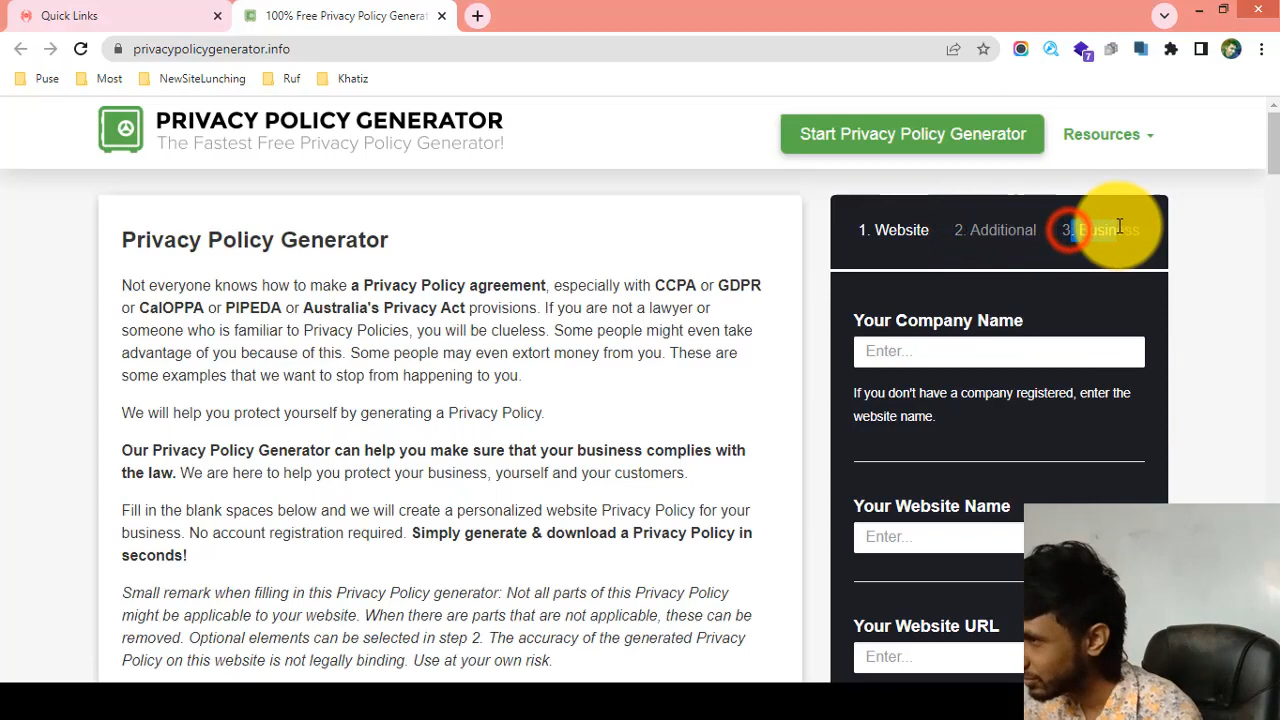 Quick Links
100% Free Privacy Policy Generat
privacypolicygenerator.info
7
Puse
Most
NewSiteLunching
Ruf
Khatiz
PRIVACY POLICY GENERATOR
The Fastest Free Privacy Policy Generator!
Start Privacy Policy Generator
Resources
Privacy Policy Generator
Not everyone knows how to make a Privacy Policy agreement, especially with CCPA or GDPR
or CalOPPA or PIPEDA or Australia's Privacy Act provisions. If you are not a lawyer or
someone who is familiar to Privacy Policies, you will be clueless. Some people might even take
advantage of you because of this. Some people may even extort money from you. These are
some examples that we want to stop from happening to you.
We will help you protect yourself by generating a Privacy Policy.
Our Privacy Policy Generator can help you make sure that your business complies with
the law. We are here to help you protect your business, yourself and your customers.
Fill in the blank spaces below and we will create a personalized website Privacy Policy for your
business. No account registration required. Simply generate & download a Privacy Policy in
seconds!
Small remark when filling in this Privacy Policy generator: Not all parts of this Privacy Policy
might be applicable to your website. When there are parts that are not applicable, these can be
removed. Optional elements can be selected in step 2. The accuracy of the generated Privacy
Policy on this website is not legally binding. Use at your own risk.
1. Website
2. Additional
3. Business
Your Company Name
Enter...
If you don't have a company registered, enter the
website name.
Your Website Name
Enter...
Your Website URL
Enter...